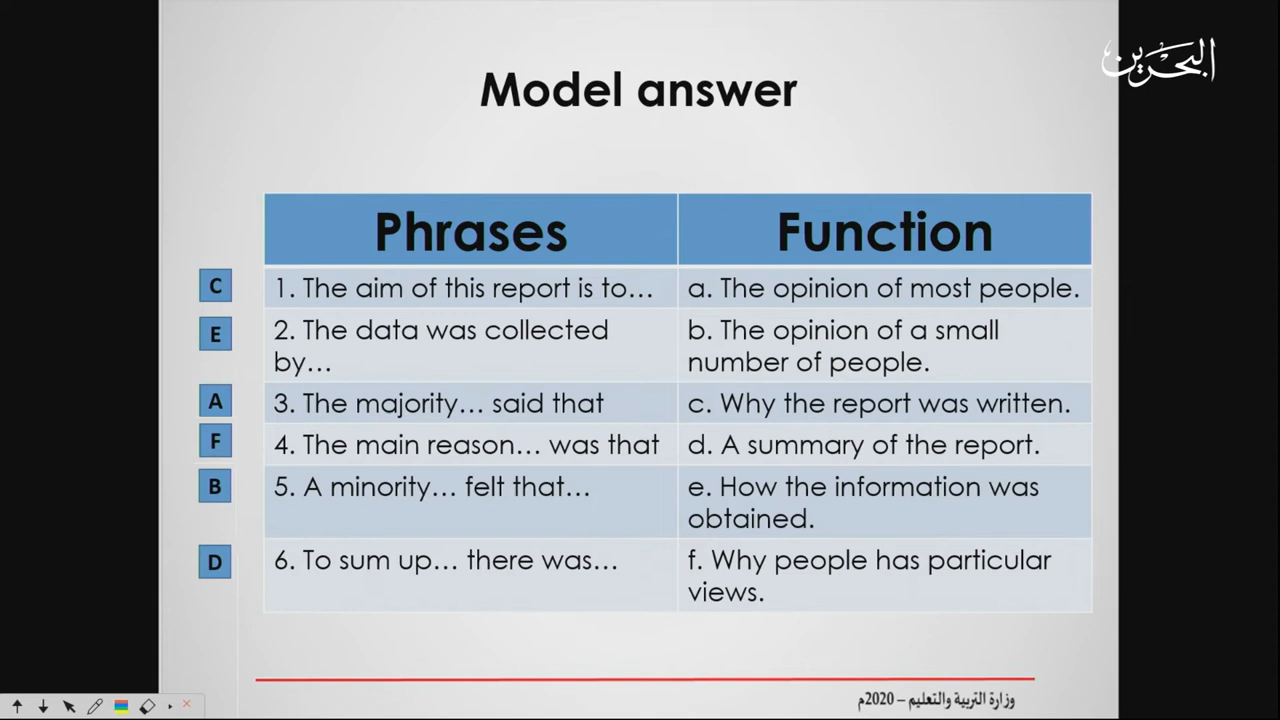 البحرين
Model answer
Phrases
Function
C
1. The aim of this report is to…
a. The opinion of most people.
E
2. The data was collected
by…
b. The opinion of a small
number of people.
A
3. The majority… said that
c. Why the report was written.
F
4. The main reason… was that
d. A summary of the report.
B
5. A minority… felt that…
e. How the information was
obtained.
D
6. To sum up… there was…
f. Why people has particular
views.
وزارة التربية والتعليم – 2020م